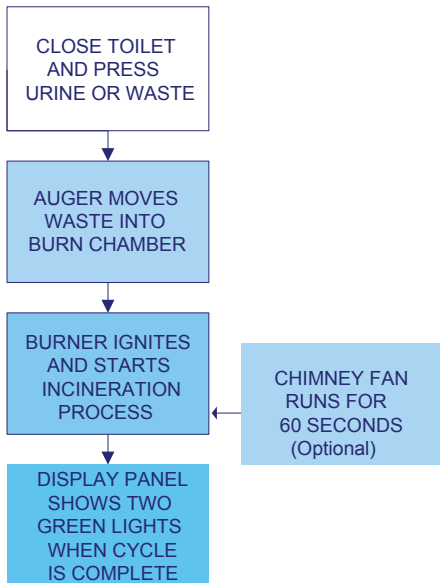 CLOSE TOILET
AND PRESS
URINE OR WASTE
AUGER MOVES
WASTE INTO
BURN CHAMBER
BURNER IGNITES
AND STARTS
INCINERATION
PROCESS
CHIMNEY FAN
RUNS FOR
60 SECONDS
(Optional)
DISPLAY PANEL
SHOWS TWO
GREEN LIGHTS
WHEN CYCLE
IS COMPLETE